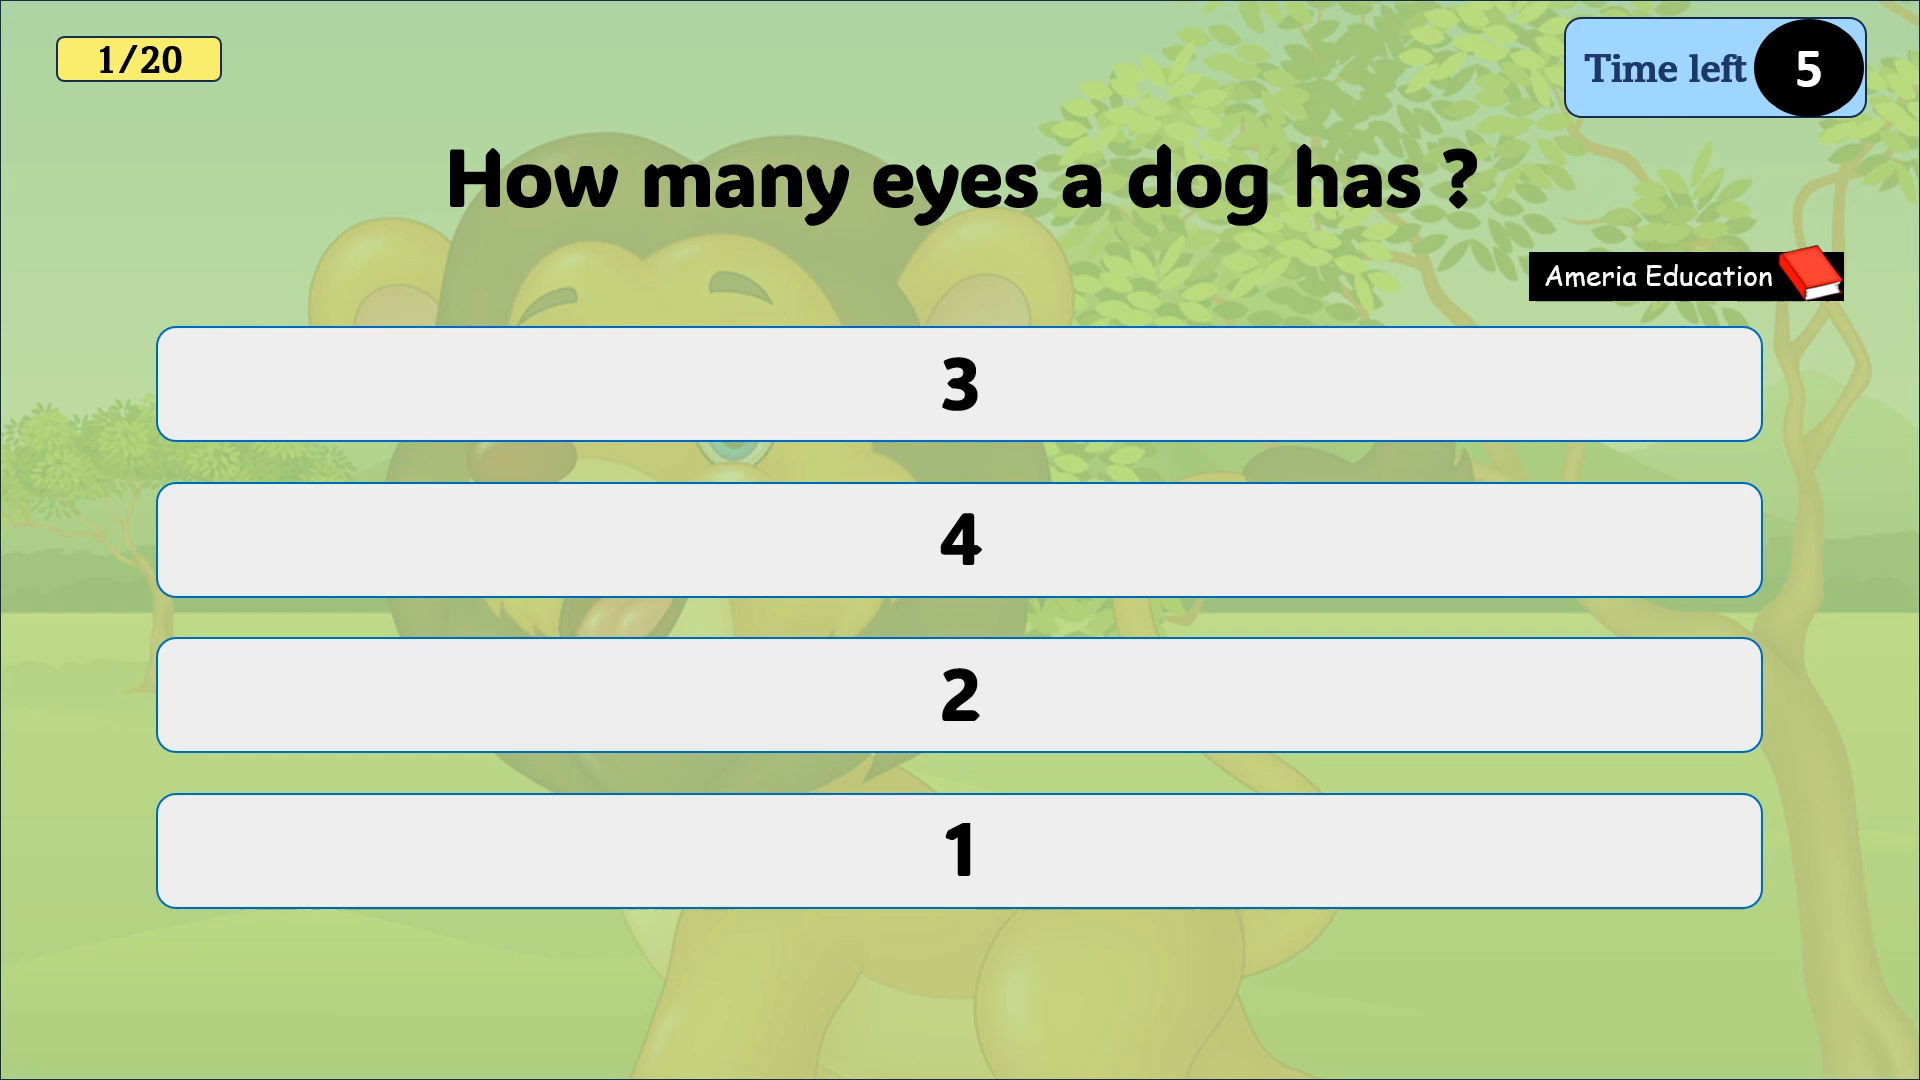 1/20
Time left 5
How many eyes a dog has ?
Ameria Education
3
4
2
1